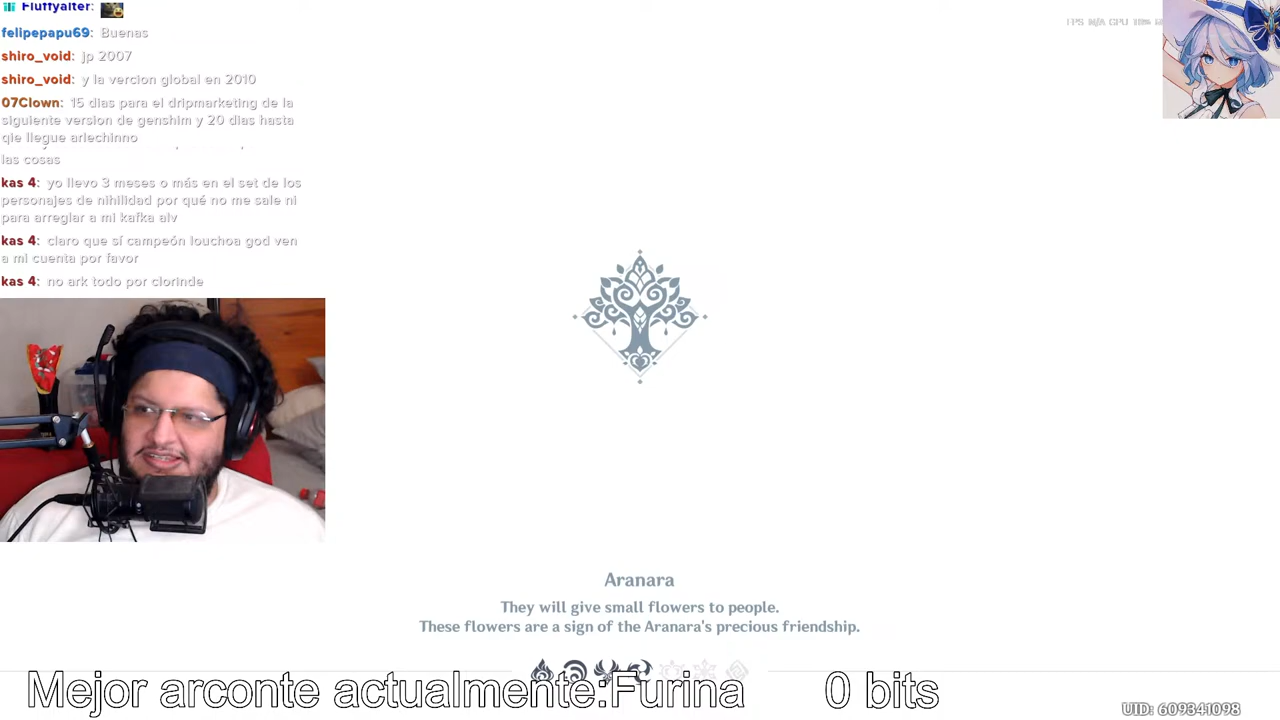 Fluffyalter:
felipepapu69: Buenas
shiro_void: jp 2007
shiro_void: y la vercion global en 2010
07Clown: 15 dias para el dripmarketing de la
siguiente version de genshim y 20 dias hasta
qie llegue arlechinno
las cosas
kas 4: yo llevo 3 meses o más en el set de los
personajes de nihilidad por qué no me sale ni
para arreglar a mi kafka alv
kas 4: claro que sí campeón louchoa god ven
a mi cuenta por favor
kas 4: no ark todo por clorinde
FPS N/A GPU
Aranara
They will give small flowers to people.
These flowers are a sign of the Aranara's precious friendship.
Mejor arconte actualmente:Furina 0 bits
UID: 609341098